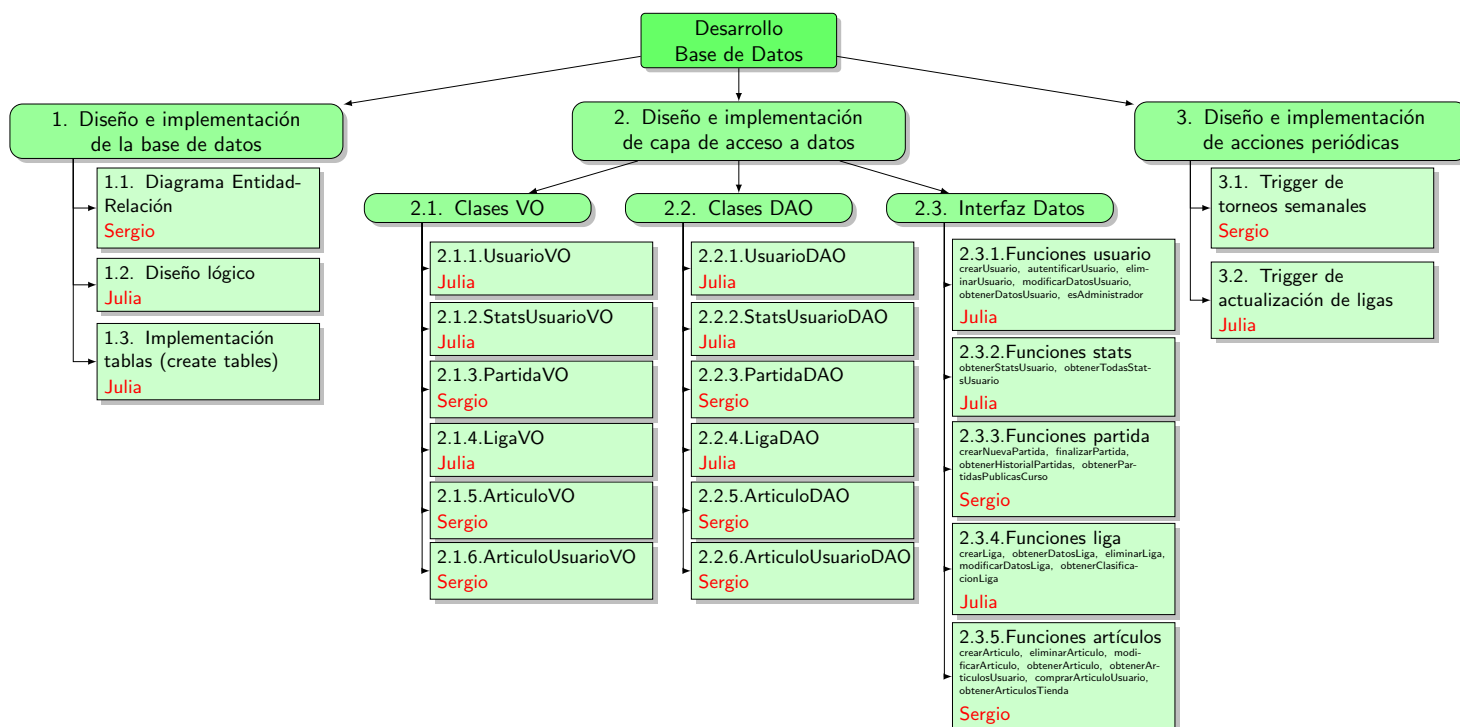 Desarrollo
Base de Datos
1. Diseño e implementación
de la base de datos
1.1. Diagrama Entidad-
Relación
Sergio
1.2. Diseño lógico
Julia
1.3. Implementación
tablas (create tables)
Julia
2. Diseño e implementación
de capa de acceso a datos
2.1. Clases VO
2.1.1.UsuarioVO
Julia
2.1.2.StatsUsuarioVO
Julia
2.1.3.PartidaVO
Sergio
2.1.4.LigaVO
Julia
2.1.5.ArticuloVO
Sergio
2.1.6.ArticuloUsuarioVO
Sergio
2.2. Clases DAO
2.2.1.UsuarioDAO
Julia
2.2.2.StatsUsuarioDAO
Julia
2.2.3.PartidaDAO
Sergio
2.2.4.LigaDAO
Julia
2.2.5.ArticuloDAO
Sergio
2.2.6.ArticuloUsuarioDAO
Sergio
2.3. Interfaz Datos
2.3.1.Funciones usuario
crearUsuario, autentificarUsuario, elim-
inarUsuario, modificarDatosUsuario,
obtenerDatosUsuario, esAdministrador
Julia
2.3.2.Funciones stats
obtenerStatsUsuario, obtenerTodasStat-
sUsuario
Julia
2.3.3.Funciones partida
crearNuevaPartida, finalizarPartida,
obtenerHistorialPartidas, obtenerPar-
tidasPublicasCurso
Sergio
2.3.4.Funciones liga
crearLiga, obtenerDatosLiga, eliminarLiga,
modificarDatosLiga, obtenerClasifica-
cionLiga
Julia
2.3.5.Funciones artículos
crearArticulo, eliminarArticulo, modi-
ficarArticulo, obtenerArticulo, obtenerAr-
ticulosUsuario, comprarArticuloUsuario,
obtenerArticulosTienda
Sergio
3. Diseño e implementación
de acciones periódicas
3.1. Trigger de
torneos semanales
Sergio
3.2. Trigger de
actualización de ligas
Julia